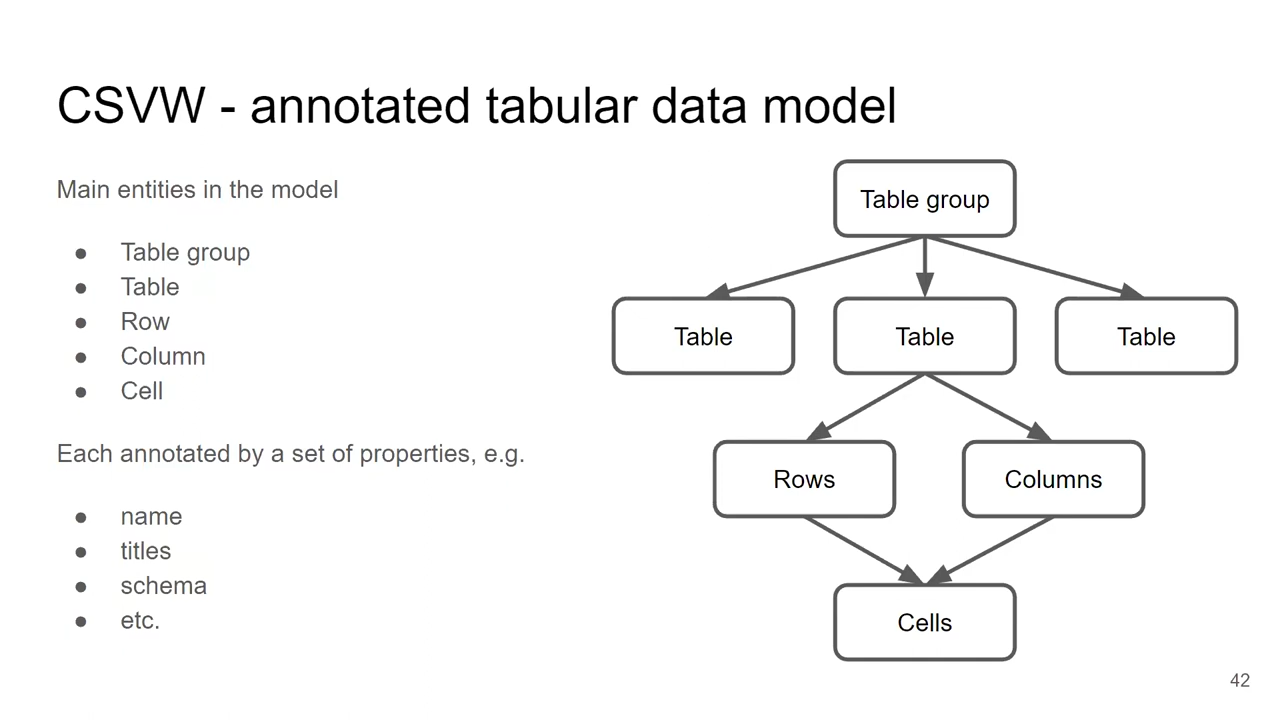 CSVW - annotated tabular data model
Main entities in the model
● Table group
● Table
● Row
● Column
● Cell
Each annotated by a set of properties, e.g.
● name
● titles
● schema
● etc.
Table group
Table
Table
Table
Rows
Columns
Cells
42